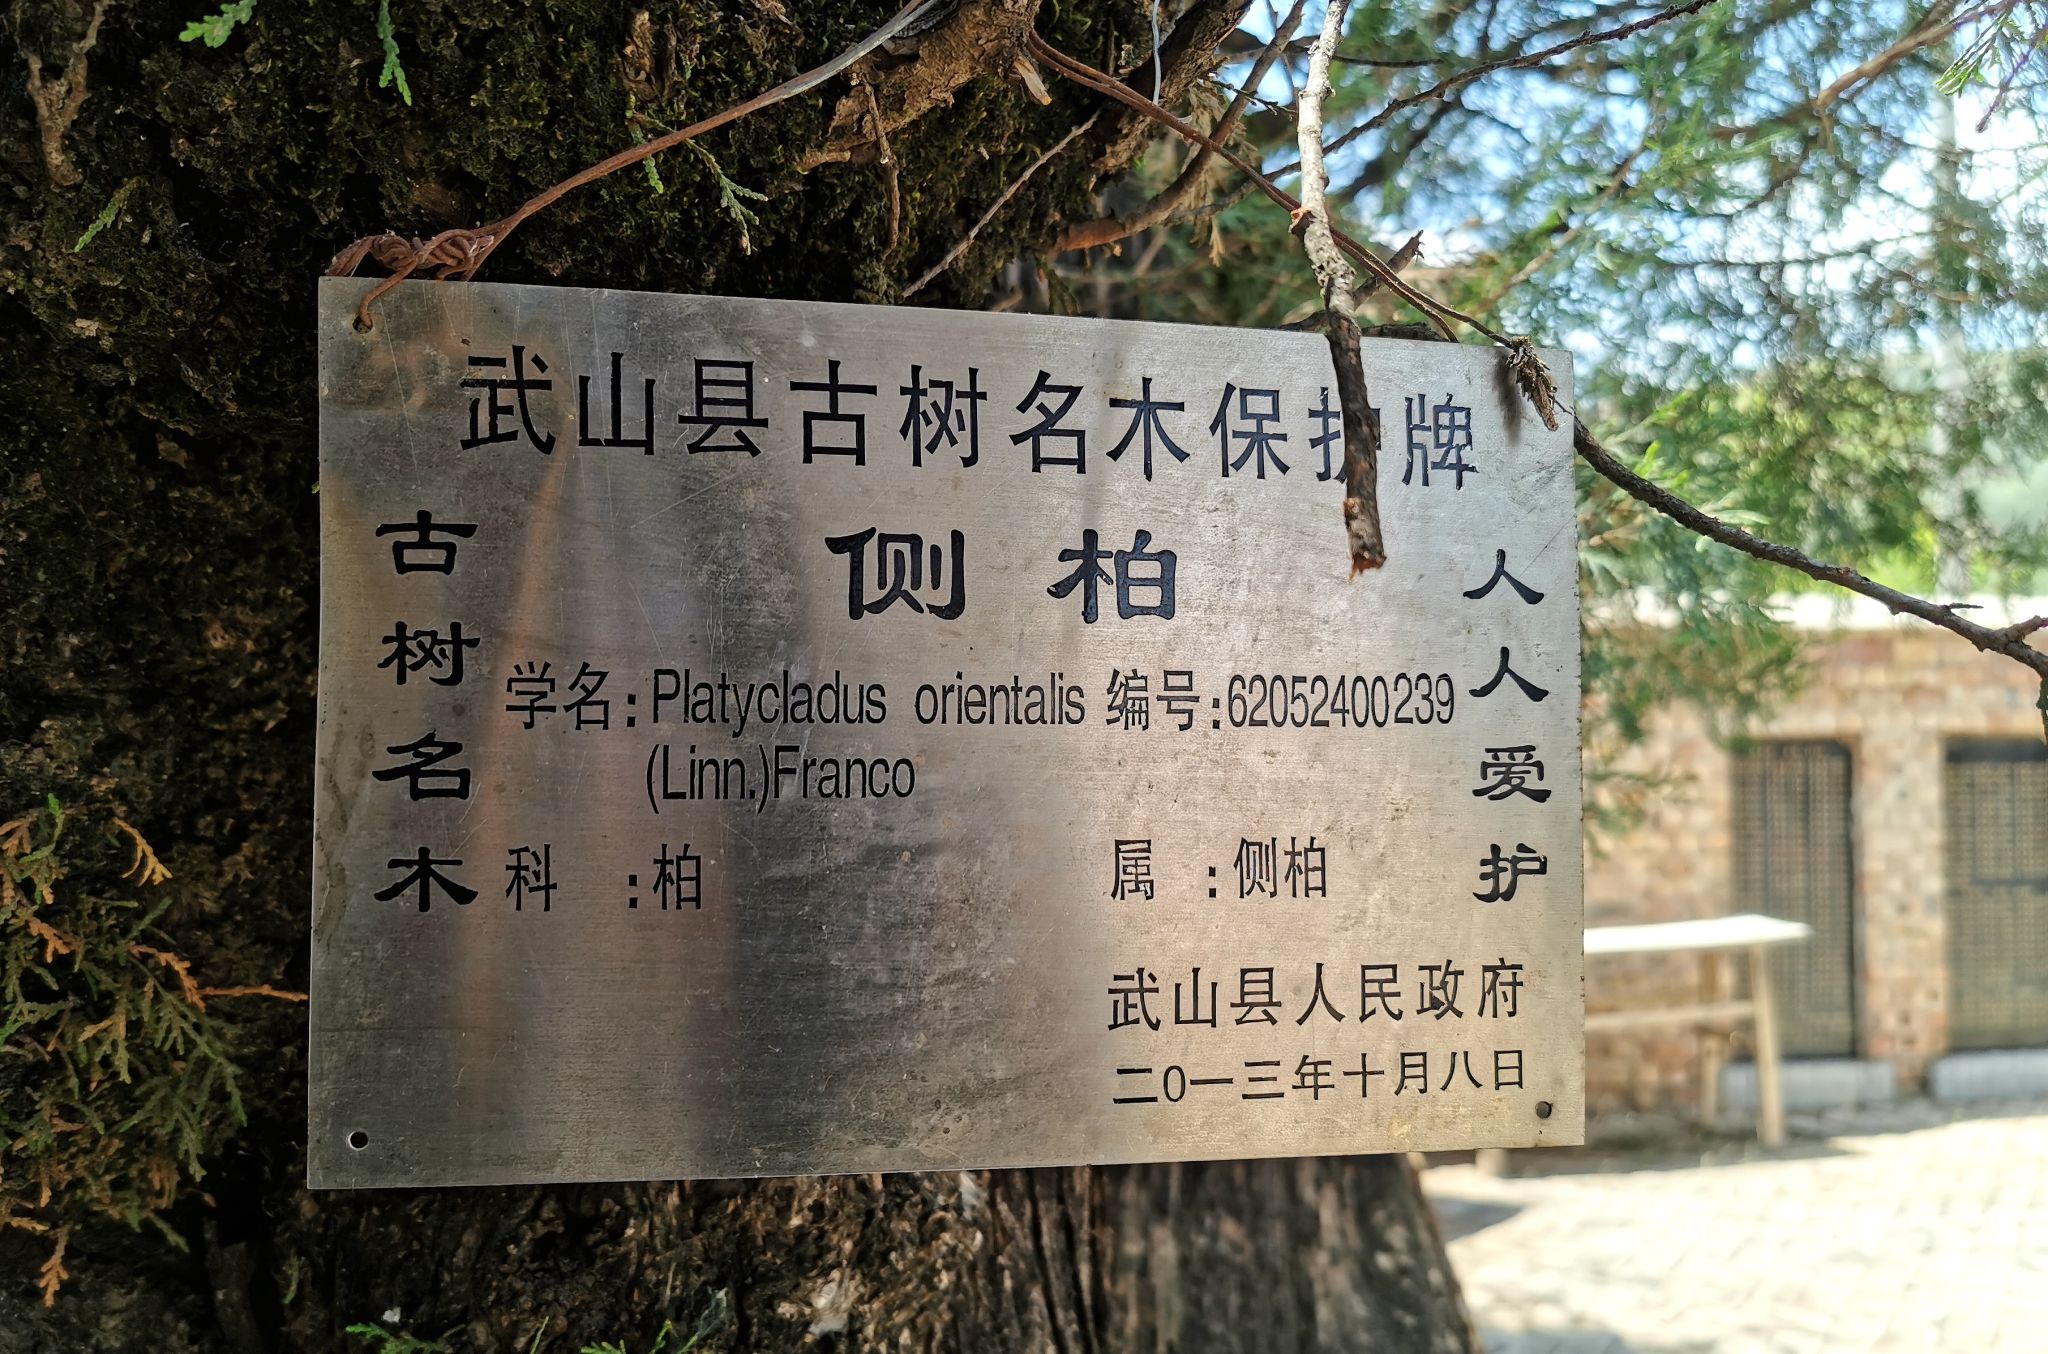 武山县古树名木保护牌
古树名木
侧柏
学名:Platycladus orientalis
(Linn.)Franco
编号:62052400239
科:柏
属:侧柏
人人爱护
武山县人民政府
二0一三年十月八日